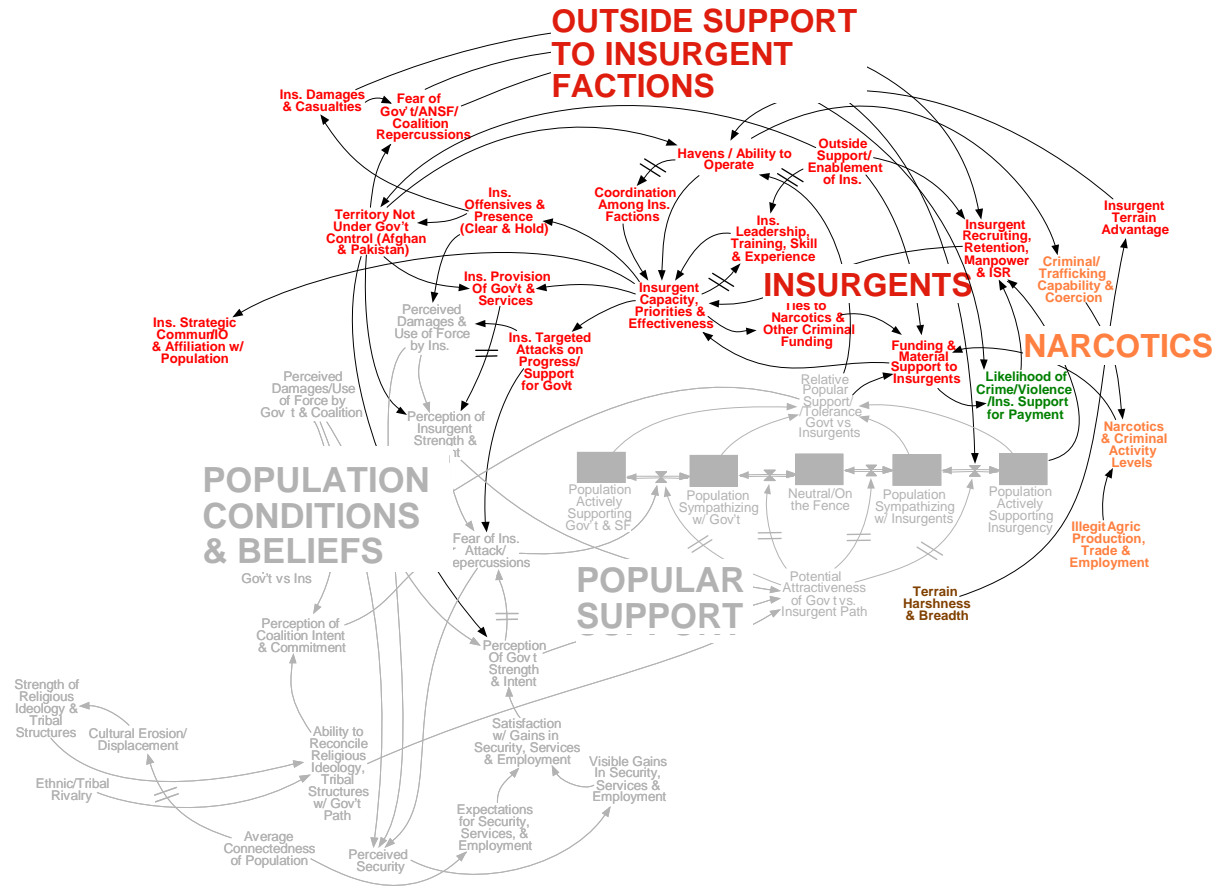 OUTSIDE SUPPORT
TO INSURGENT
FACTIONS
Ins. Damages
& Casualties
Fear of
Gov't/ANSF/
Coalition
Repercussions
Havens / Ability to
Operate
Outside
Support/
Enablement
of Ins.
Coordination
Among Ins.
Factions
Ins.
Offensives &
Presence
(Clear & Hold)
Territory Not
Under Gov't
Control (Afghan
& Pakistan)
Ins.
Leadership,
Training, Skill
& Experience
Insurgent
Recruiting,
Retention,
Manpower
& ISR
Insurgent
Terrain
Advantage
Criminal/
Trafficking
Capability &
Coercion
Ins. Provision
Of Gov't &
Services
Insurgent
Capacity,
Priorities &
Effectiveness
INSURGENTS
Ties to
Narcotics &
Other Criminal
Funding
Ins. Strategic
Commun/IO
& Affiliation w/
Population
Perceived
Damages &
Use of Force
by Ins.
Ins. Targeted
Attacks on
Progress/
Support
for Gov't
Funding &
Material
Support to
Insurgents
NARCOTICS
Likelihood of
Crime/Violence
/Ins. Support
for Payment
Perceived
Damages/Use
of Force by
Gov t & Coalition
Relative
Popular
Support/
/Tolerance
Gov't vs
Insurgents
Perception of
Insurgent
Strength &
Narcotics
& Criminal
Activity
Levels
POPULATION
CONDITIONS
& BELIEFS
Population
Actively
Supporting
Gov't & SF
Population
Sympathizing
w/ Gov't
Neutral/On
the Fence
Population
Sympathizing
w/ Insurgents
Population
Actively
Supporting
Insurgency
Illegit Agric
Production,
Trade &
Employment
Fear of Ins.
Attack/
epercussions
Gov't vs Ins
POPULAR
SUPPORT
Potential
Attractiveness
of Gov t vs.
Insurgent Path
Terrain
Harshness
& Breadth
Perception of
Coalition Intent
& Commitment
Perception
Of Gov t
Strength
& Intent
Strength of
Religious
Ideology &
Tribal
Structures
Cultural Erosion/
Displacement
Ability to
Reconcile
Religious
Ideology,
Tribal
Structures
w/ Gov't
Path
Satisfaction
w/ Gains in
Security, Services
& Employment
Visible Gains
In Security,
Services &
Employment
Ethnic/Tribal
Rivalry
Expectations
for Security,
Services, &
Employment
Average
Connectedness
of Population
Perceived
Security